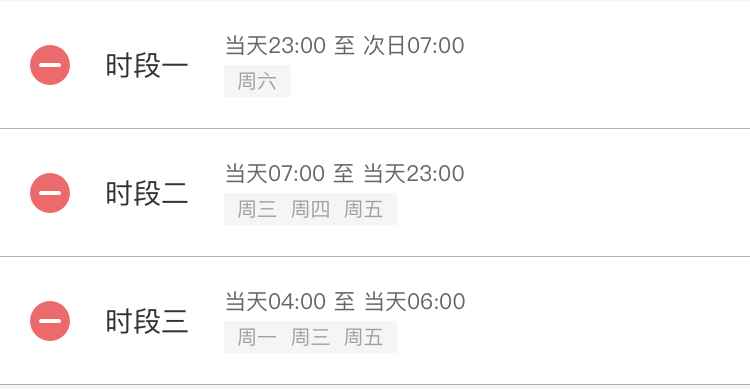 时段一
当天23:00 至 次日07:00
周六
时段二
当天07:00 至 当天23:00
周三 周四 周五
时段三
当天04:00 至 当天06:00
周一 周三 周五